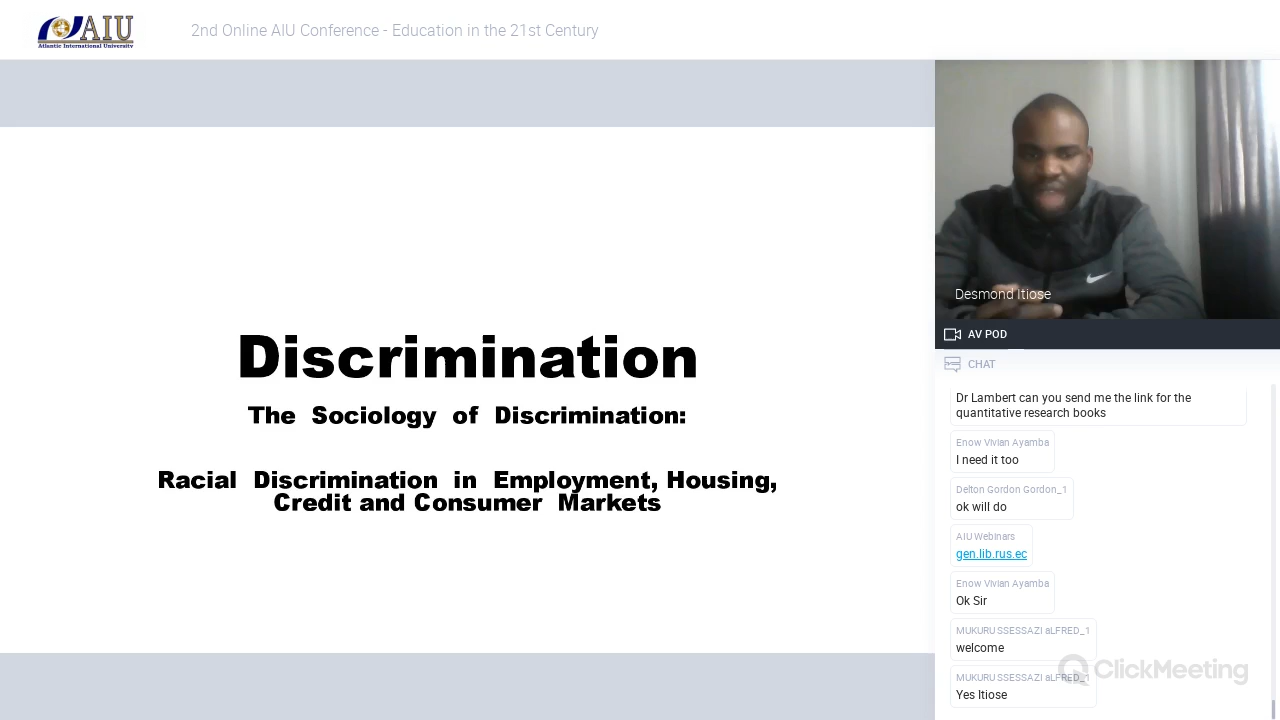 AIU
Atlantic International University
2nd Online AIU Conference - Education in the 21st Century
Discrimination
The Sociology of Discrimination:
Racial Discrimination in Employment, Housing,
Credit and Consumer Markets
Desmond Itiose
AV POD
CHAT
Dr Lambert can you send me the link for the
quantitative research books
Enow Vivian Ayamba
I need it too
Delton Gordon Gordon_1
ok will do
AIU Webinars
gen.lib.rus.ec
Enow Vivian Ayamba
Ok Sir
MUKURU SSESSAZI aLFRED_1
welcome
MUKURU SSESSAZI aLFRED_1
Yes Itiose
ClickMeeting